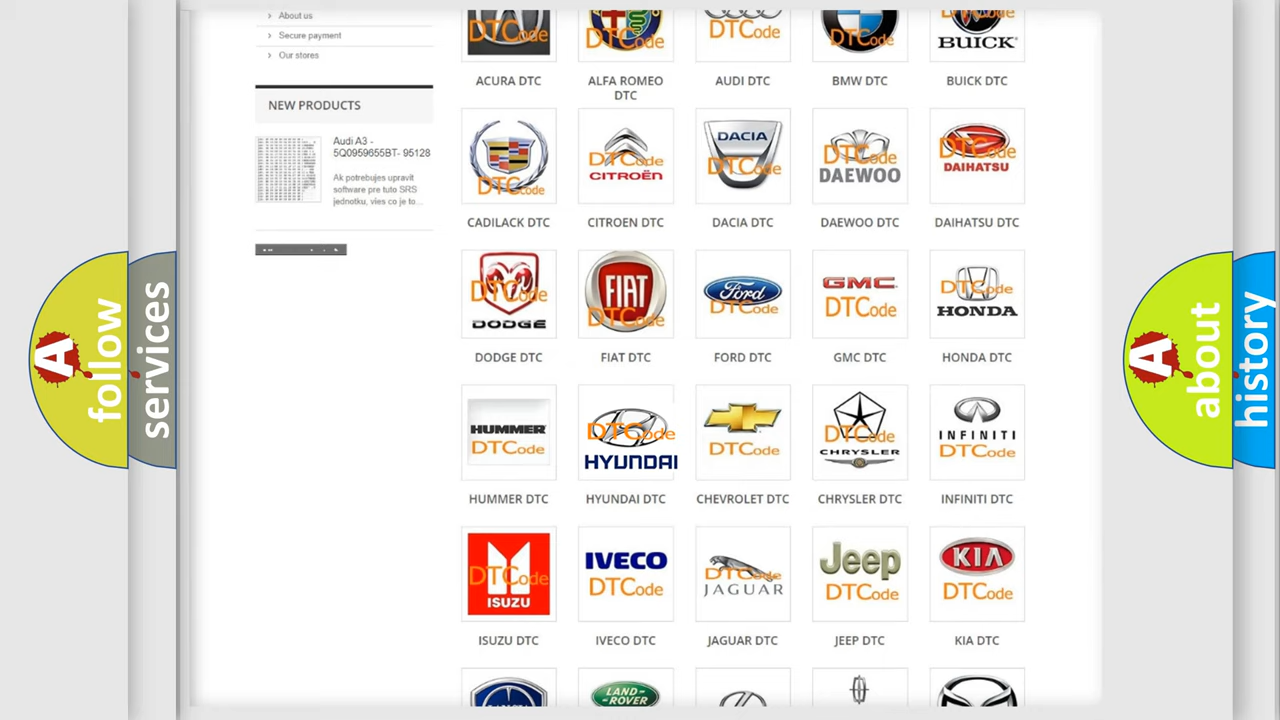 About us
Secure payment
Our stores
NEW PRODUCTS
Audi A3 -
5Q0959655BT- 95128
Ak potrebujes upravit
software pre tuto SRS
jednotku, vies co je to...
DTCode DTCode DTCode DTCode BUICK
ACURA DTC
ALFA ROMEO
DTC
AUDI DTC
BMW DTC
BUICK DTC
DTCode
DTCode
CITROËN
DACIA
DTCode
DTCode
DAEWOO
DTCode
DAIHATSU
CADILACK DTC
CITROEN DTC
DACIA DTC
DAEWOO DTC
DAIHATSU DTC
DTCode
DODGE
FIAT
DTCode
Ford
DTCode
GMC
DTCode
DTCode
HONDA
DODGE DTC
FIAT DTC
FORD DTC
GMC DTC
HONDA DTC
HUMMER
DTCode
DTCode
HYUNDAI
DTCode
DTCode
CHRYSLER
INFINITI
DTCode
HUMMER DTC
HYUNDAI DTC
CHEVROLET DTC
CHRYSLER DTC
INFINITI DTC
DTCode
ISUZU
IVECO
DTCode
DTCode
JAGUAR
Jeep
DTCode
KIA
DTCode
ISUZU DTC
IVECO DTC
JAGUAR DTC
JEEP DTC
KIA DTC
LAND-
ROVER
A
follow
services
A
about
history